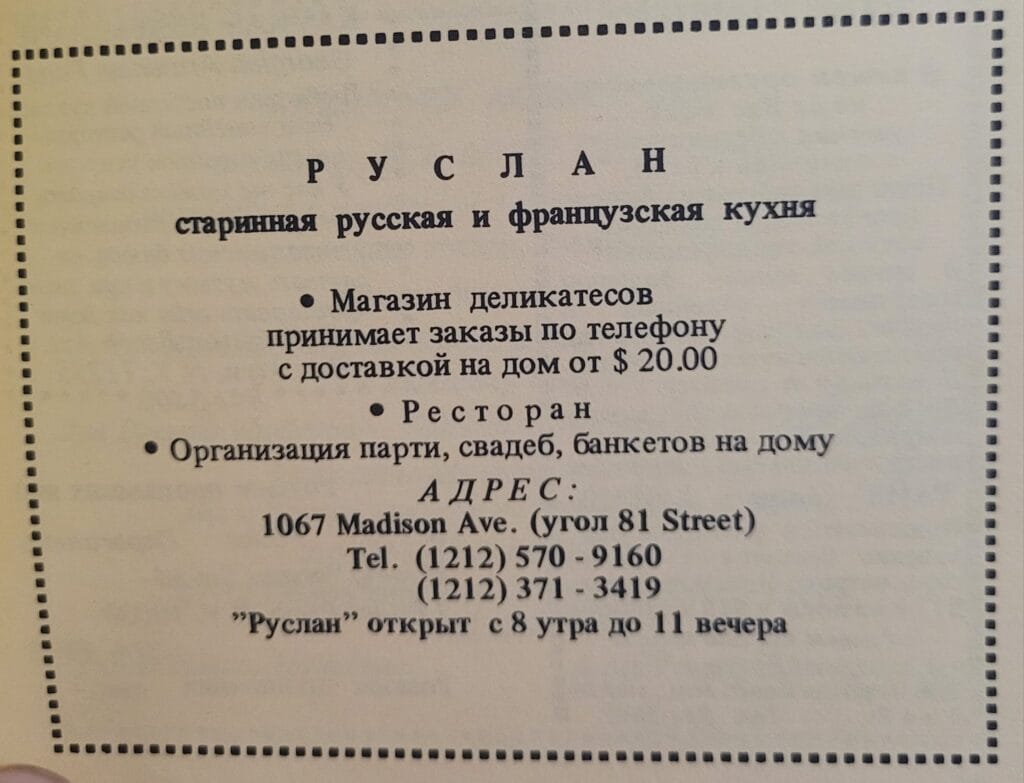 Р У С Л А Н
старинная русская и французская кухня
• Магазин деликатесов
принимает заказы по телефону
с доставкой на дом от $ 20.00
• Ресторан
• Организация парти, свадеб, банкетов на дому
АДРЕС:
1067 Madison Ave. (угол 81 Street)
Tel. (1212) 570 - 9160
(1212) 371 - 3419
"Руслан" открыт с 8 утра до 11 вечера